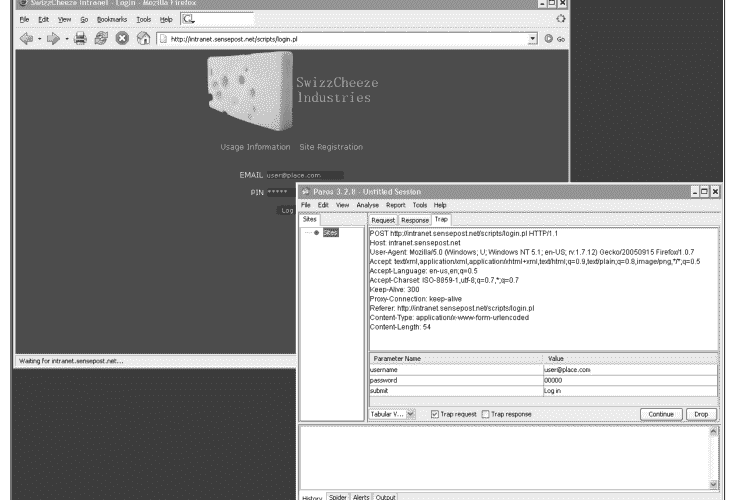 SwizzCheeze Intranet - Login - Mozilla Firefox
File Edit View Go Bookmarks Tools Help
http://intranet.sensepost.net/scripts/login.pl
Go
SwizzCheeze
Industries
Usage Information Site Registration
EMAIL user@place.com
PIN *****
Log
Waiting for intranet.sensepost.net...
Paros 3.2.8 - Untitled Session
File Edit View Analyse Report Tools Help
Sites
Request Response Trap
Sites
POST http://intranet.sensepost.net/scripts/login.pl HTTP/1.1
Host: intranet.sensepost.net
User-Agent: Mozilla/5.0 (Windows; U; Windows NT 5.1; en-US; rv:1.7.12) Gecko/20050915 Firefox/1.0.7
Accept: text/xml,application/xml,application/xhtml+xml,text/html;q=0.9,text/plain;q=0.8,image/png,*/*;q=0.5
Accept-Language: en-us,en;q=0.5
Accept-Charset: ISO-8859-1,utf-8;q=0.7,*;q=0.7
Keep-Alive: 300
Proxy-Connection: keep-alive
Referer: http://intranet.sensepost.net/scripts/login.pl
Content-Type: application/x-www-form-urlencoded
Content-Length: 54
Parameter Name Value
username user@place.com
password 00000
submit Log in
Tabular V... Trap request Trap response Continue Drop
History Spider Alerts Output